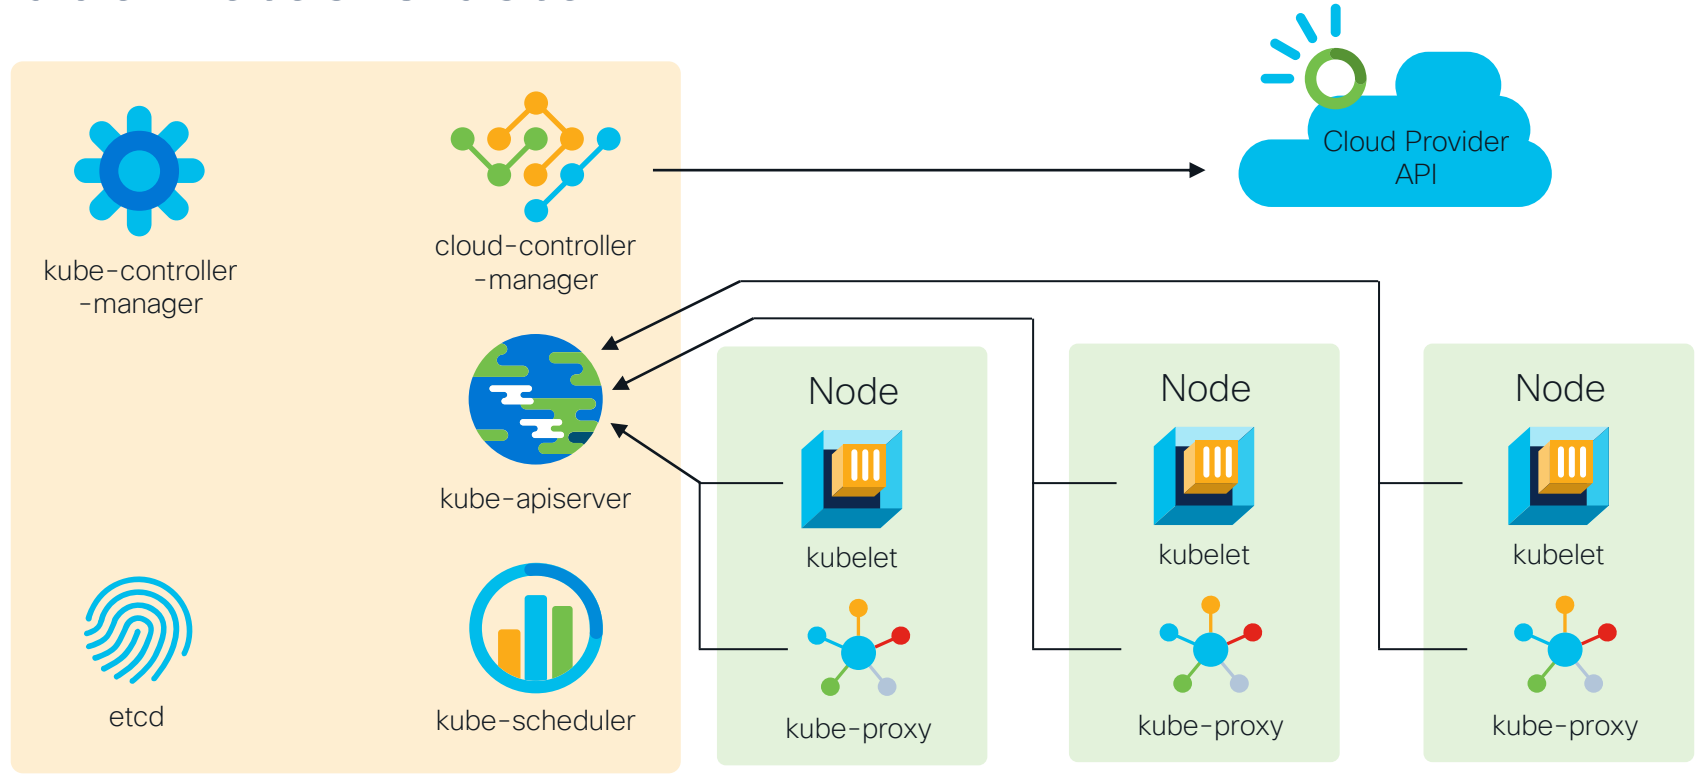 Cloud Provider
API
kube-controller
-manager
cloud-controller
-manager
kube-apiserver
etcd
kube-scheduler
Node
kubelet
kube-proxy
Node
kubelet
kube-proxy
Node
kubelet
kube-proxy